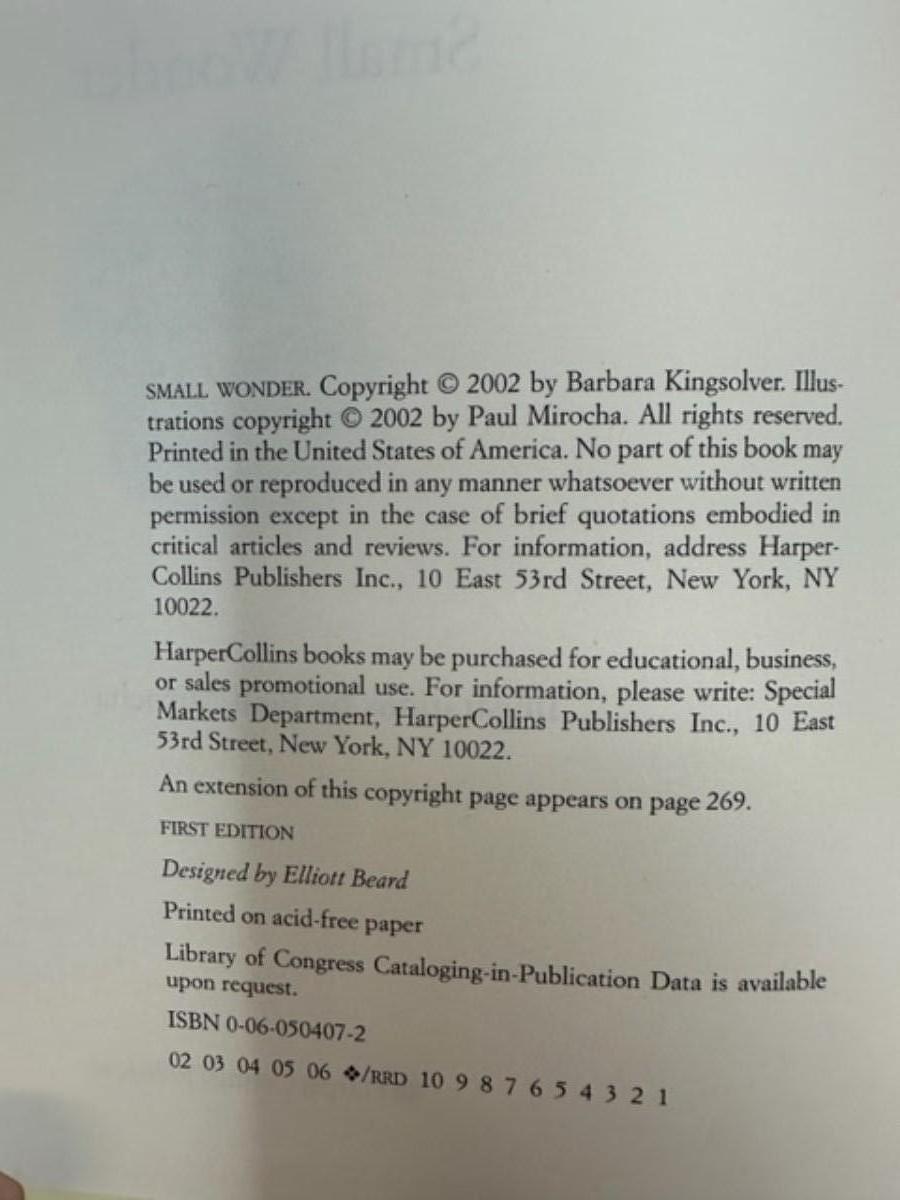 Small Wonder
SMALL WONDER. Copyright © 2002 by Barbara Kingsolver. Illus-
trations copyright © 2002 by Paul Mirocha. All rights reserved.
Printed in the United States of America. No part of this book may
be used or reproduced in any manner whatsoever without written
permission except in the case of brief quotations embodied in
critical articles and reviews. For information, address Harper-
Collins Publishers Inc., 10 East 53rd Street, New York, NY
10022.
HarperCollins books may be purchased for educational, business,
or sales promotional use. For information, please write: Special
Markets Department, HarperCollins Publishers Inc., 10 East
53rd Street, New York, NY 10022.
An extension of this copyright page appears on page 269.
FIRST EDITION
Designed by Elliott Beard
Printed on acid-free paper
Library of Congress Cataloging-in-Publication Data is available
upon request.
ISBN 0-06-050407-2
02 03 04 05 06 ❖/RRD 10 9 8 7 6 5 4 3 2 1